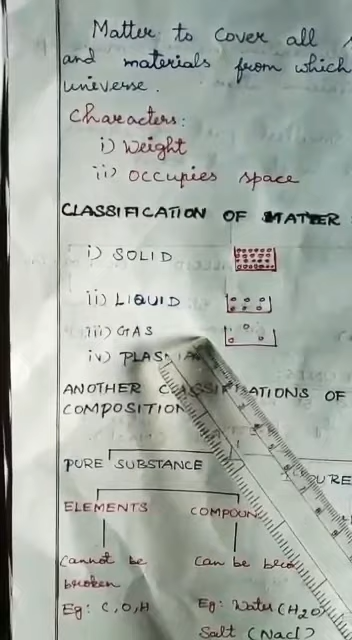 Matter to cover all
and materials from which
universe.
Characters:
i) Weight
ii) occupies space
CLASSIFICATION OF MATTER
i) SOLID
ii) LIQUID
iii) GAS
iv) PLASMA
ANOTHER CLASSIFICATIONS OF
COMPOSITION
PURE SUBSTANCE
ELEMENTS COMPOUN
Cannot be Can be
broken
Eg: C, O, H Eg: Water (H2O)
Salt (Nacl)